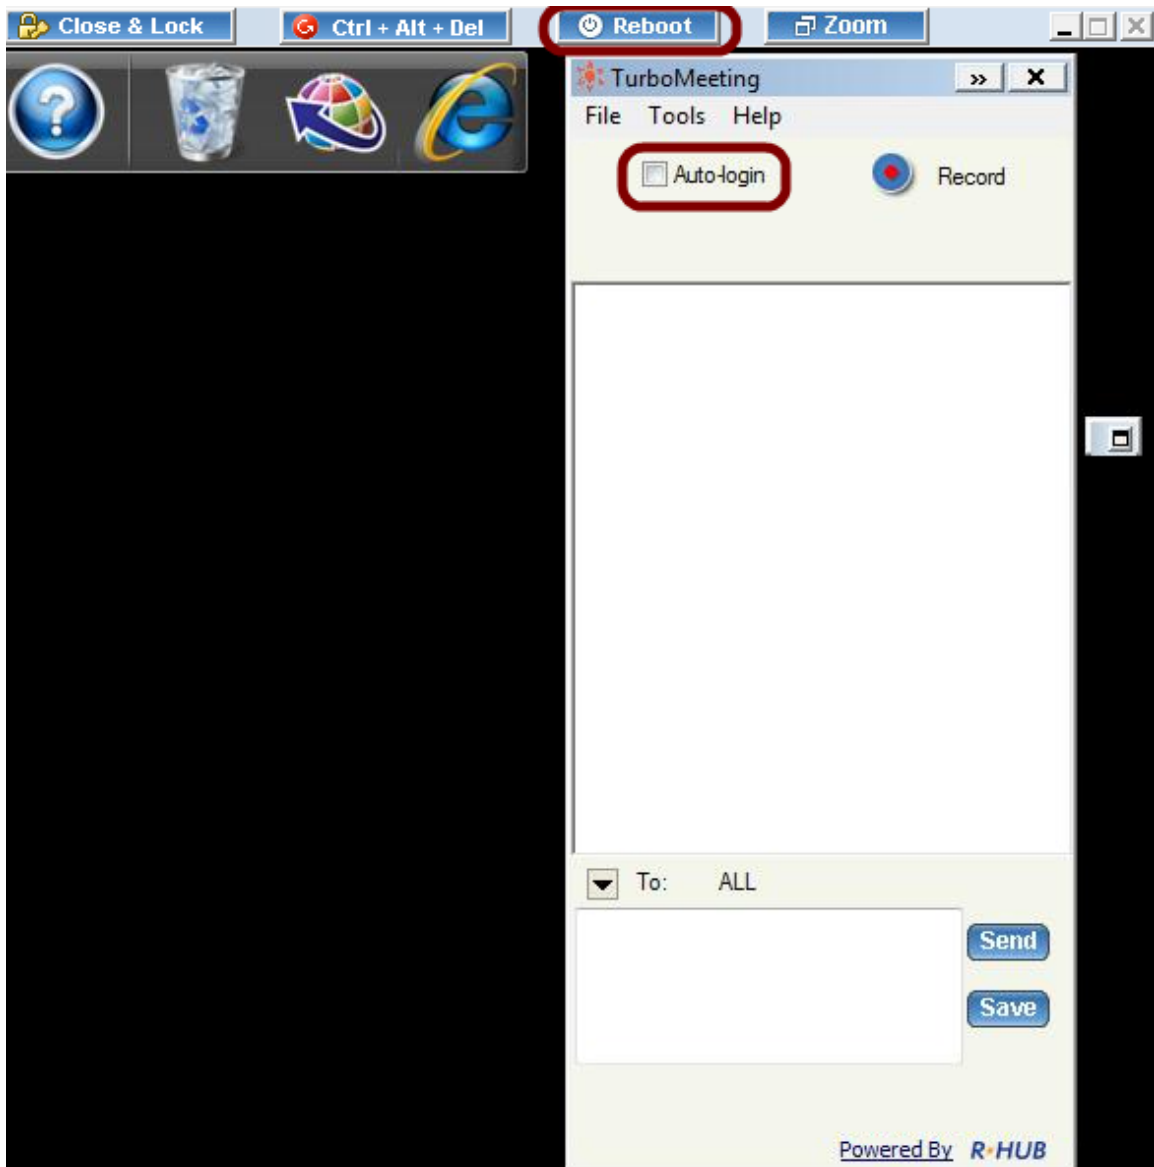 Close & Lock Ctrl + Alt + Del Reboot Zoom
TurboMeeting
File Tools Help
Auto-login Record
To: ALL
Send
Save
Powered By R·HUB